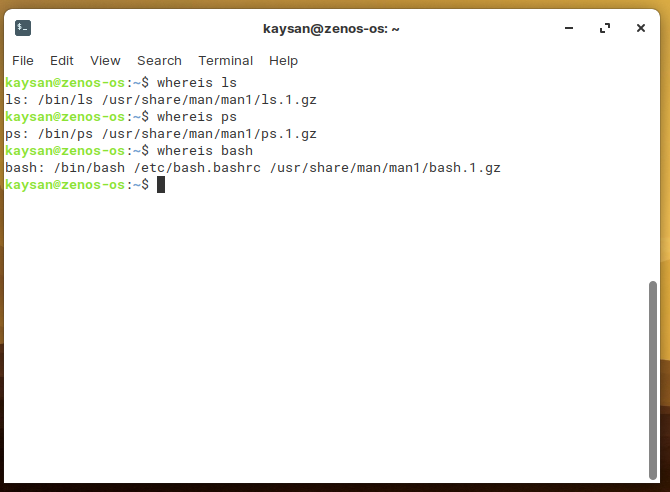 $_
kaysan@zenos-os: ~
File Edit View Search Terminal Help
kaysan@zenos-os:~$ whereis ls
ls: /bin/ls /usr/share/man/man1/ls.1.gz
kaysan@zenos-os:~$ whereis ps
ps: /bin/ps /usr/share/man/man1/ps.1.gz
kaysan@zenos-os:~$ whereis bash
bash: /bin/bash /etc/bash.bashrc /usr/share/man/man1/bash.1.gz
kaysan@zenos-os:~$